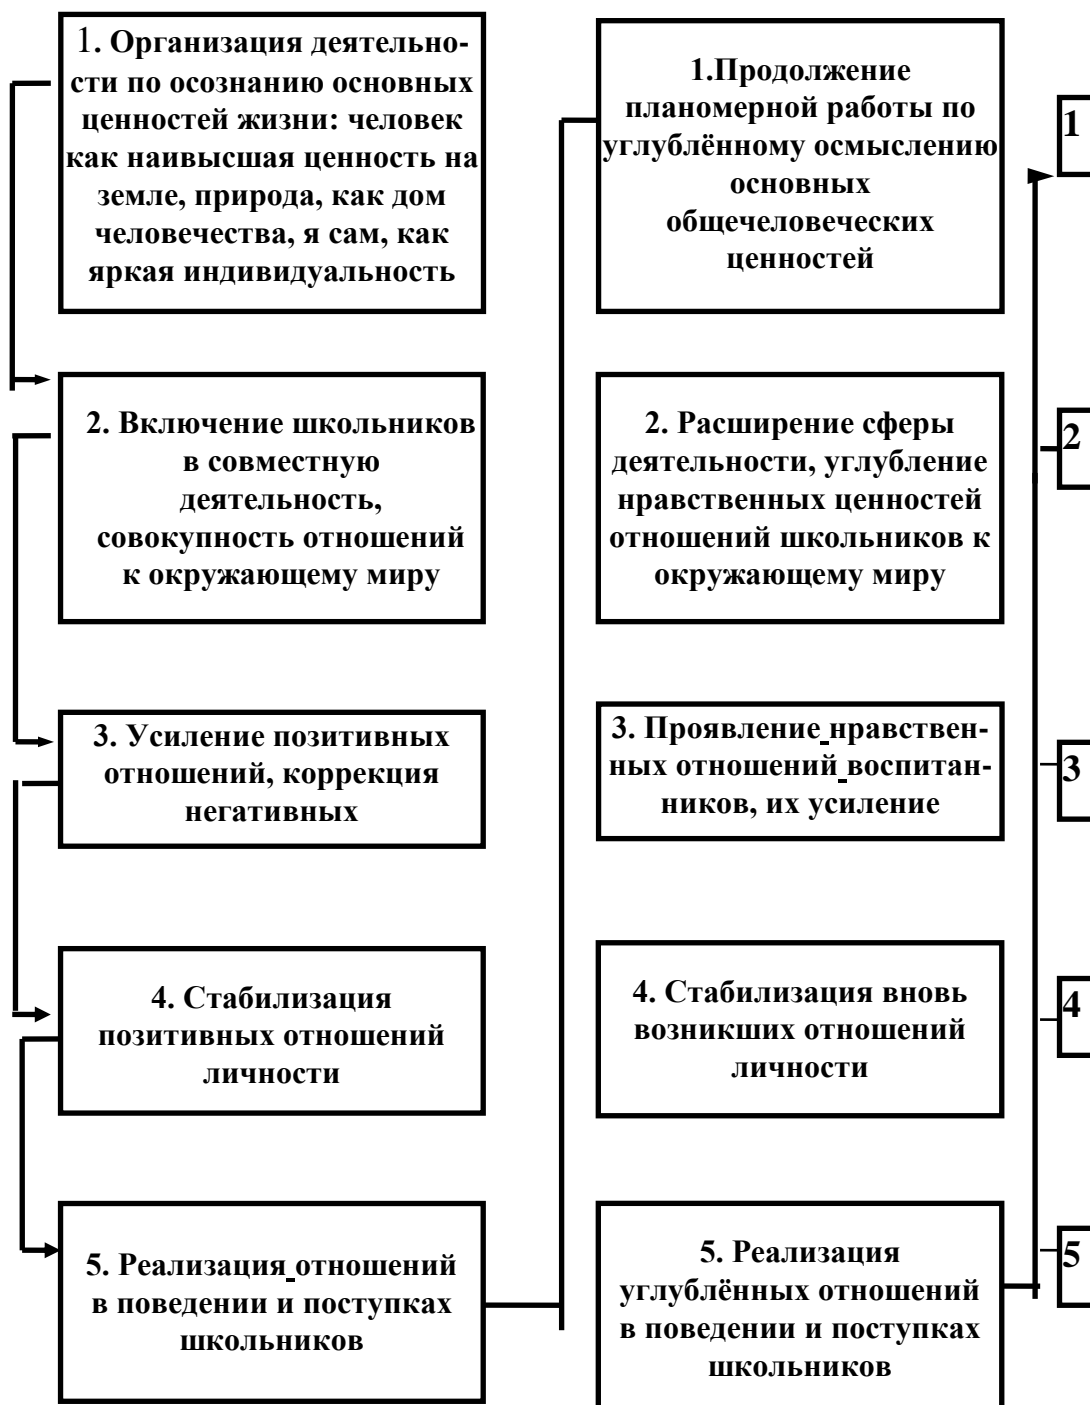 1. Организация деятельно-
сти по осознанию основных
ценностей жизни: человек
как наивысшая ценность на
земле, природа, как дом
человечества, я сам, как
яркая индивидуальность
2. Включение школьников
в совместную
деятельность,
совокупность отношений
к окружающему миру
3. Усиление позитивных
отношений, коррекция
негативных
4. Стабилизация
позитивных отношений
личности
5. Реализация отношений
в поведении и поступках
школьников
1.Продолжение
планомерной работы по
углублённому осмыслению
основных
общечеловеческих
ценностей
2. Расширение сферы
деятельности, углубление
нравственных ценностей
отношений школьников к
окружающему миру
3. Проявление нравствен-
ных отношений воспитан-
ников, их усиление
4. Стабилизация вновь
возникших отношений
личности
5. Реализация
углублённых отношений
в поведении и поступках
школьников
1
2
3
4
5